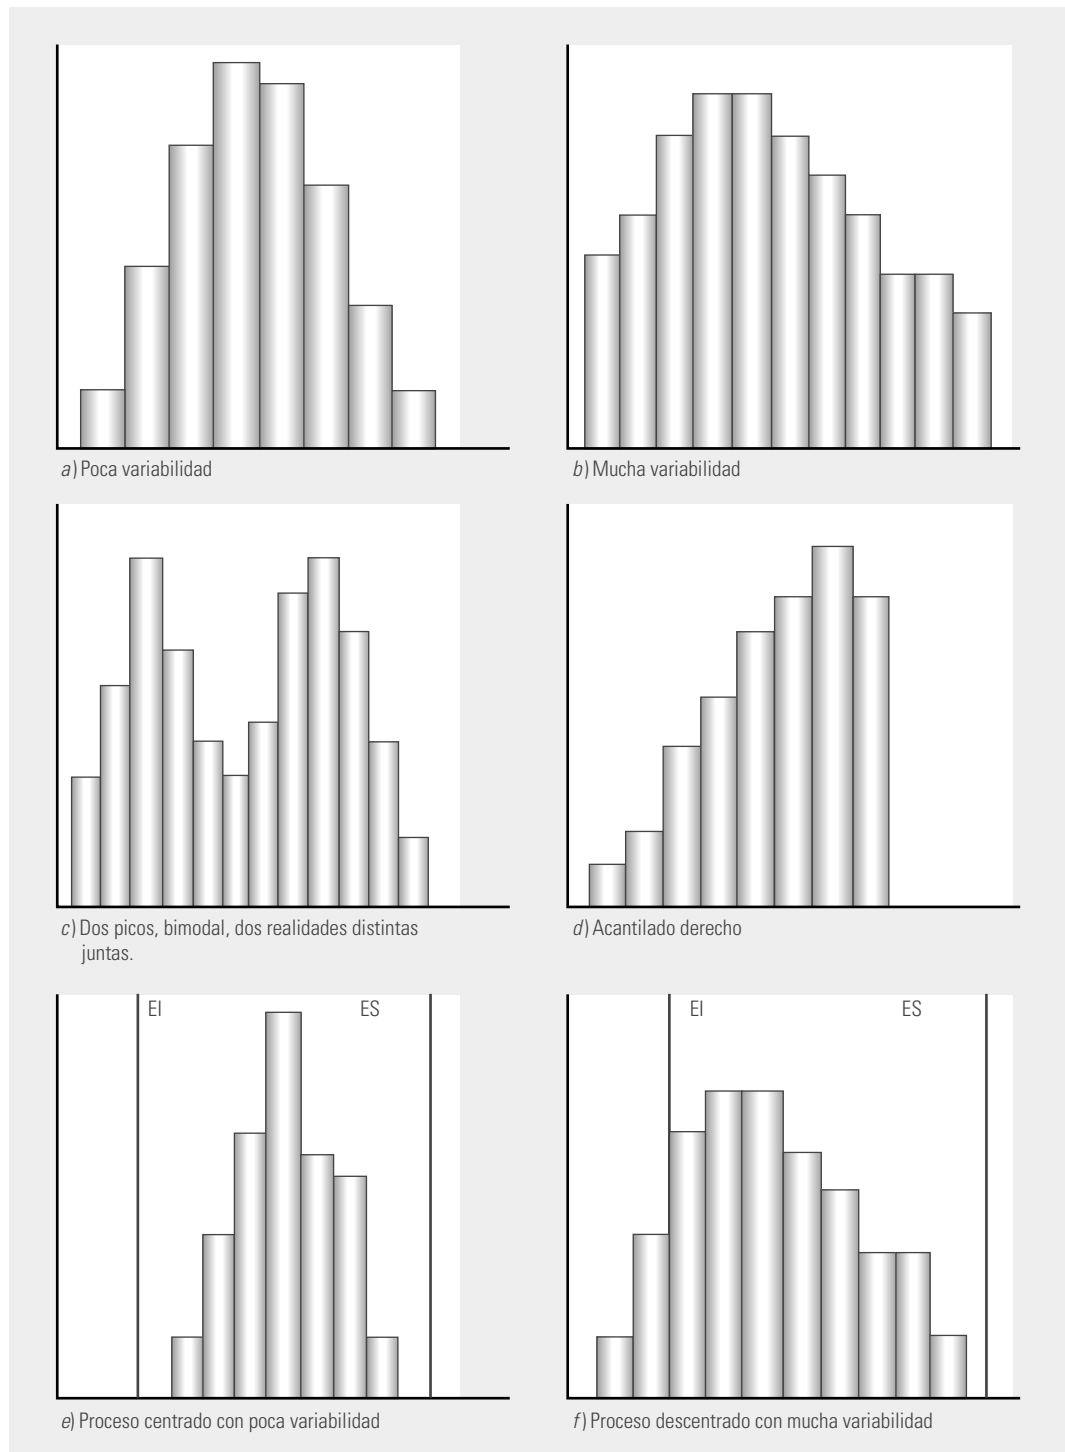 a) Poca variabilidad
b) Mucha variabilidad
c) Dos picos, bimodal, dos realidades distintas
juntas.
d) Acantilado derecho
EI
ES
EI
ES
e) Proceso centrado con poca variabilidad
f) Proceso descentrado con mucha variabilidad